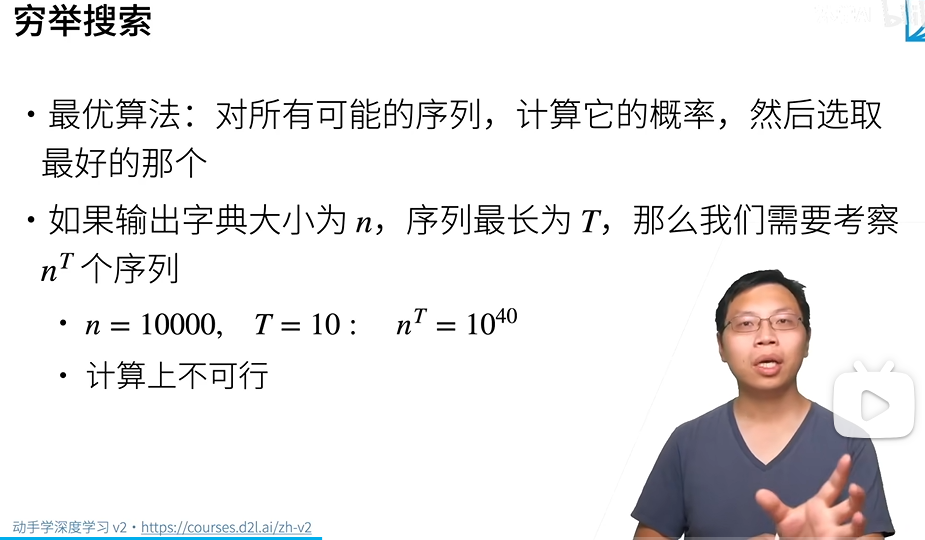 穷举搜索
• 最优算法：对所有可能的序列，计算它的概率，然后选取
最好的那个
• 如果输出字典大小为 n，序列最长为 T，那么我们需要考察
n^T 个序列
• n = 10000, T = 10 : n^T = 10^40
• 计算上不可行
动手学深度学习 v2 • https://courses.d2l.ai/zh-v2